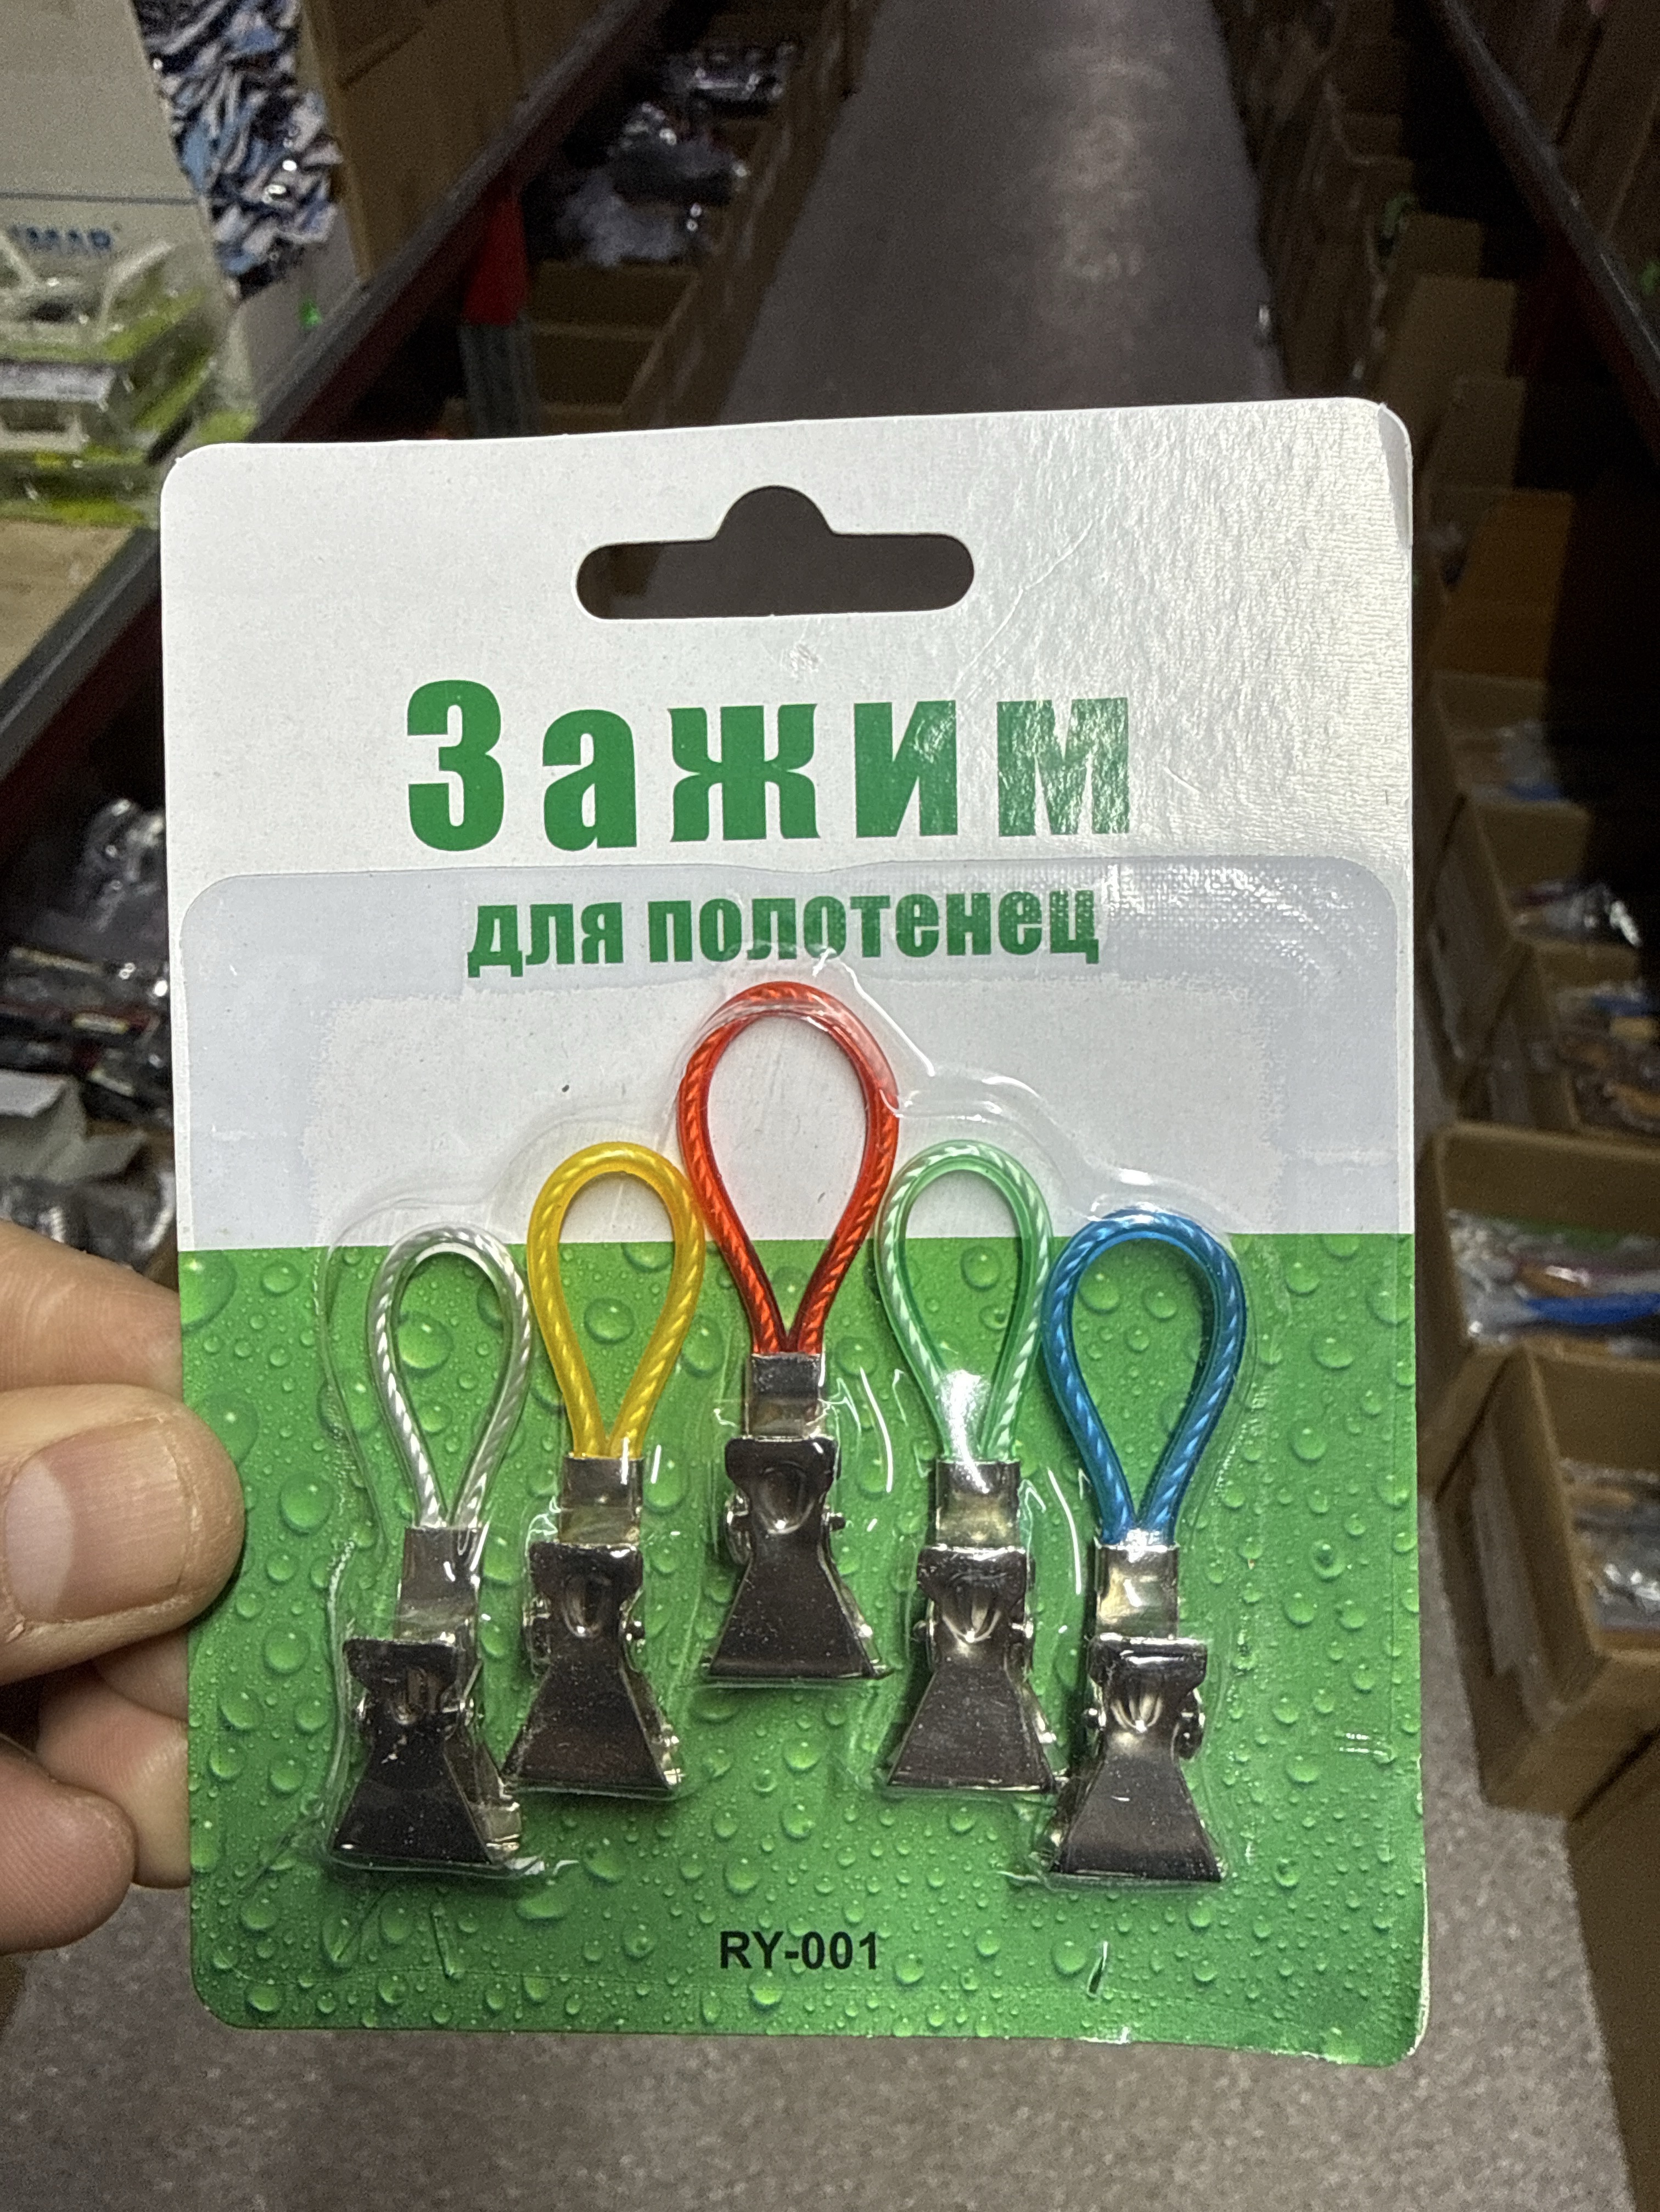 Зажим
для полотенец
RY-001